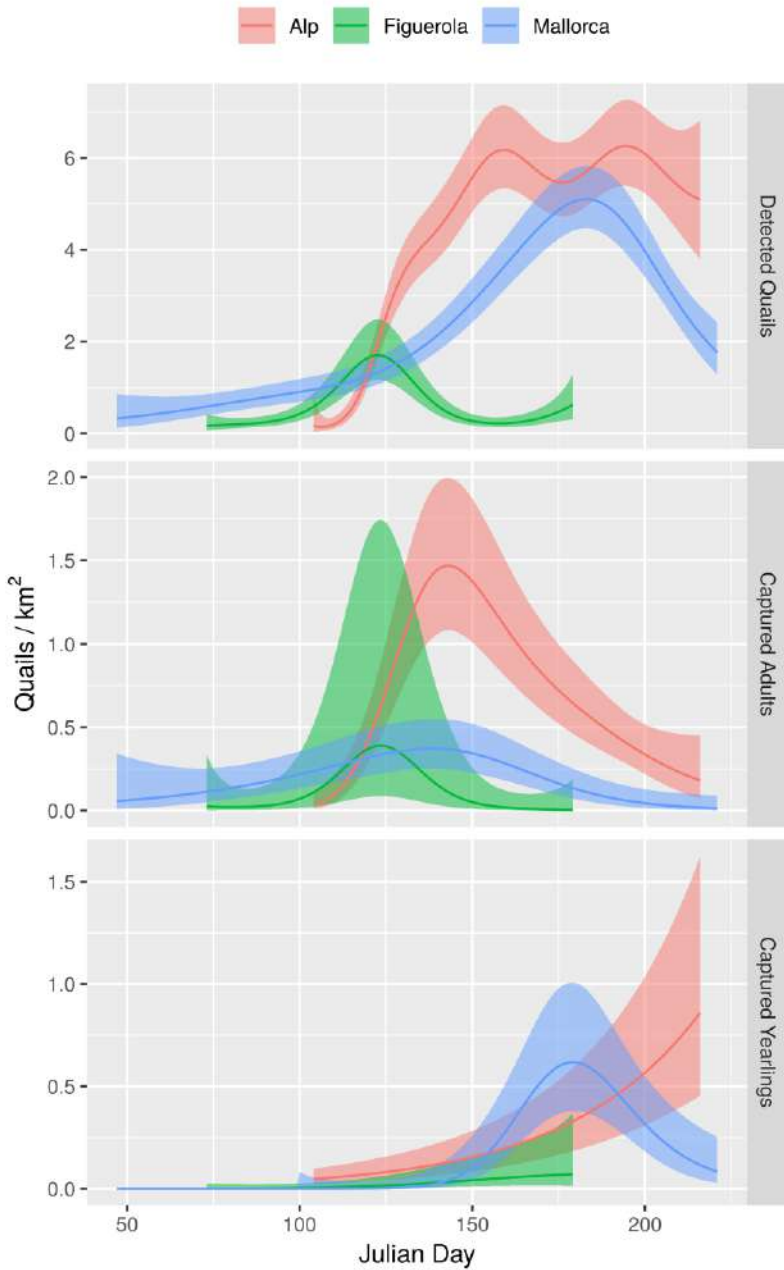 Alp Figuerola Mallorca
6
4
2
0
Detected Quails
2.0
1.5
1.0
0.5
0.0
Captured Adults
Quails / km²
1.5
1.0
0.5
0.0
Captured Yearlings
50 100 150 200
Julian Day